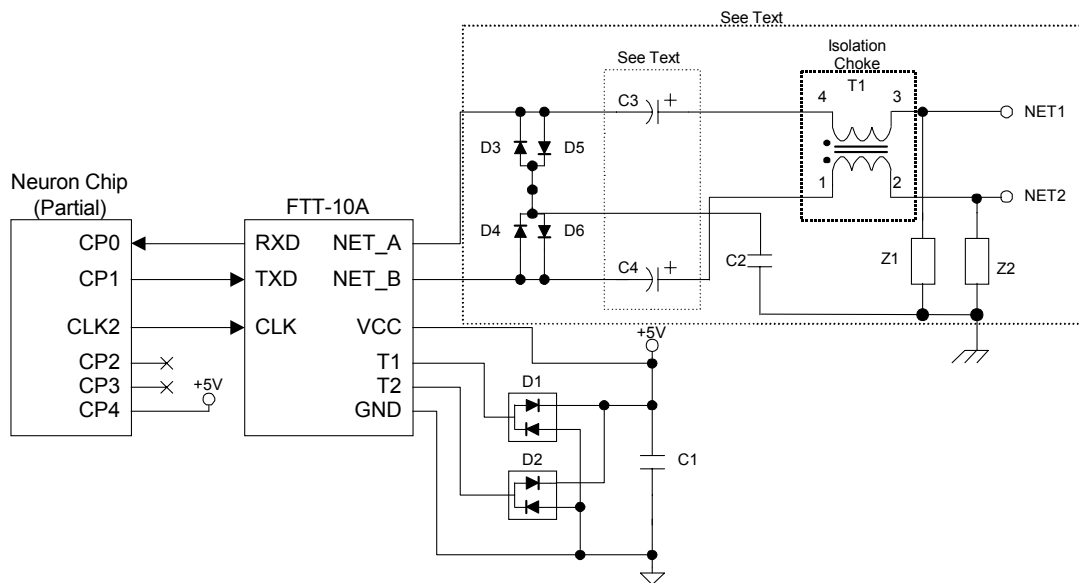 See Text
Isolation
Choke
See Text
T1
C3
+
4
3
NET1
D3
D5
Neuron Chip
(Partial)
FTT-10A
1
2
NET2
CP0
RXD
NET_A
D4
D6
CP1
TXD
NET_B
C4
+
C2
Z1
Z2
CLK2
CLK
VCC
+5V
CP2
T1
CP3
+5V
T2
D1
CP4
GND
D2
C1